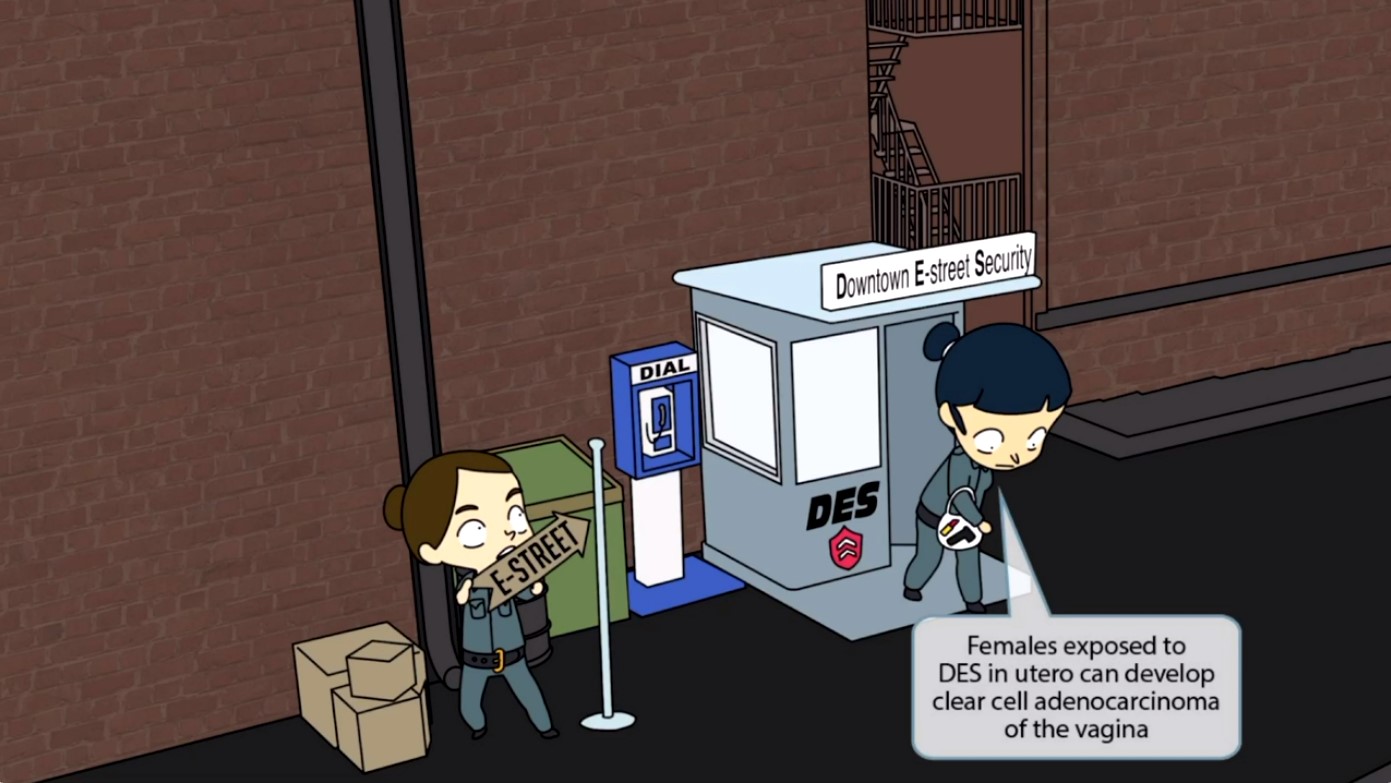 Downtown E-street Security
DIAL
DES
E-STREET
Females exposed to
DES in utero can develop
clear cell adenocarcinoma
of the vagina